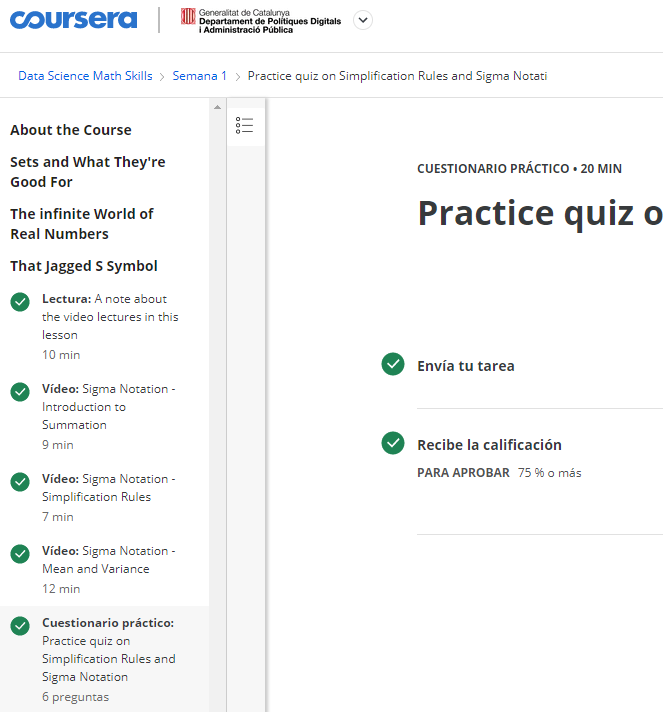 coursera
Generalitat de Catalunya
Departament de Polítiques Digitals
i Administració Pública
Data Science Math Skills > Semana 1 > Practice quiz on Simplification Rules and Sigma Notati
About the Course
Sets and What They're
Good For
The infinite World of
Real Numbers
That Jagged S Symbol
Lectura: A note about
the video lectures in this
lesson
10 min
Vídeo: Sigma Notation -
Introduction to
Summation
9 min
Vídeo: Sigma Notation -
Simplification Rules
7 min
Vídeo: Sigma Notation -
Mean and Variance
12 min
Cuestionario práctico:
Practice quiz on
Simplification Rules and
Sigma Notation
6 preguntas
CUESTIONARIO PRÁCTICO • 20 MIN
Practice quiz o
Envía tu tarea
Recibe la calificación
PARA APROBAR 75 % o más